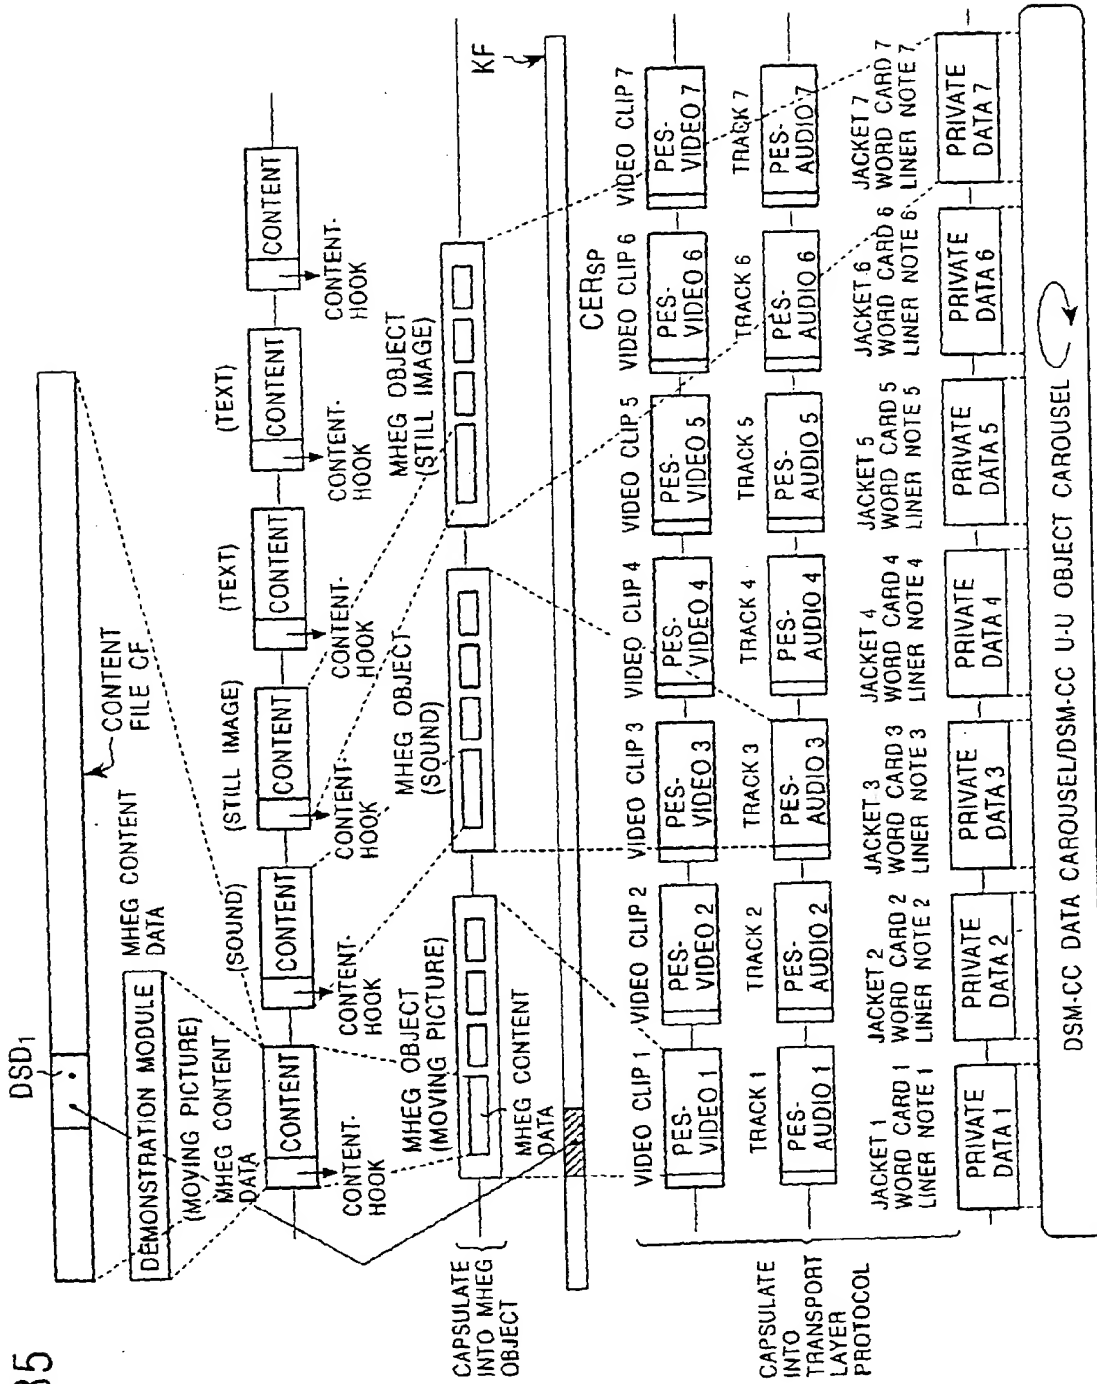 35
DSD1
CONTENT
FILE CF
DEMONSTRATION MODULE
MHEG CONTENT
DATA
(MOVING PICTURE)
MHEG CONTENT
DATA
(SOUND)
(STILL IMAGE)
(TEXT)
(TEXT)
CONTENT
CONTENT
CONTENT
CONTENT
CONTENT
CONTENT
CONTENT-
HOOK
CONTENT-
HOOK
CONTENT-
HOOK
CONTENT-
HOOK
CONTENT-
HOOK
CONTENT-
HOOK
CAPSULATE
INTO MHEG
OBJECT
MHEG OBJECT
(MOVING PICTURE)
MHEG OBJECT
(SOUND)
MHEG OBJECT
(STILL IMAGE)
MHEG CONTENT
DATA
KF
CERSP
CAPSULATE
INTO
TRANSPORT
LAYER
PROTOCOL
VIDEO CLIP 1
VIDEO CLIP 2
VIDEO CLIP 3
VIDEO CLIP 4
VIDEO CLIP 5
VIDEO CLIP 6
VIDEO CLIP 7
PES-
VIDEO 1
PES-
VIDEO 2
PES-
VIDEO 3
PES-
VIDEO 4
PES-
VIDEO 5
PES-
VIDEO 6
PES-
VIDEO 7
TRACK 1
TRACK 2
TRACK 3
TRACK 4
TRACK 5
TRACK 6
TRACK 7
PES-
AUDIO 1
PES-
AUDIO 2
PES-
AUDIO 3
PES-
AUDIO 4
PES-
AUDIO 5
PES-
AUDIO 6
PES-
AUDIO 7
JACKET 1
WORD CARD 1
LINER NOTE 1
JACKET 2
WORD CARD 2
LINER NOTE 2
JACKET 3
WORD CARD 3
LINER NOTE 3
JACKET 4
WORD CARD 4
LINER NOTE 4
JACKET 5
WORD CARD 5
LINER NOTE 5
JACKET 6
WORD CARD 6
LINER NOTE 6
JACKET 7
WORD CARD 7
LINER NOTE 7
PRIVATE
DATA 1
PRIVATE
DATA 2
PRIVATE
DATA 3
PRIVATE
DATA 4
PRIVATE
DATA 5
PRIVATE
DATA 6
PRIVATE
DATA 7
DSM-CC DATA CAROUSEL/DSM-CC U-U OBJECT CAROUSEL